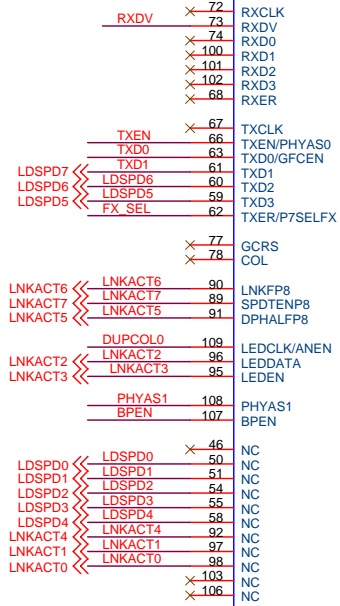 72 RXCLK
RXDV 73 RXDV
74 RXD0
100 RXD1
101 RXD2
102 RXD3
68 RXER
67 TXCLK
TXEN 66 TXEN/PHYAS0
TXD0 63 TXD0/GFCEN
LDSPD7 TXD1 61 TXD1
LDSPD6 LDSPD6 60 TXD2
LDSPD5 LDSPD5 59 TXD3
FX_SEL 62 TXER/P7SELFX
77 GCRS
78 COL
LNKACT6 LNKACT6 90 LNKFP8
LNKACT7 LNKACT7 89 SPDTENP8
LNKACT5 LNKACT5 91 DPHALFP8
DUPCOL0 109 LEDCLK/ANEN
LNKACT2 LNKACT2 96 LEDDATA
LNKACT3 LNKACT3 95 LEDEN
PHYAS1 108 PHYAS1
BPEN 107 BPEN
46 NC
LDSPD0 LDSPD0 50 NC
LDSPD1 LDSPD1 51 NC
LDSPD2 LDSPD2 54 NC
LDSPD3 LDSPD3 55 NC
LDSPD4 LDSPD4 58 NC
LNKACT4 LNKACT4 92 NC
LNKACT1 LNKACT1 97 NC
LNKACT0 LNKACT0 98 NC
103 NC
106 NC